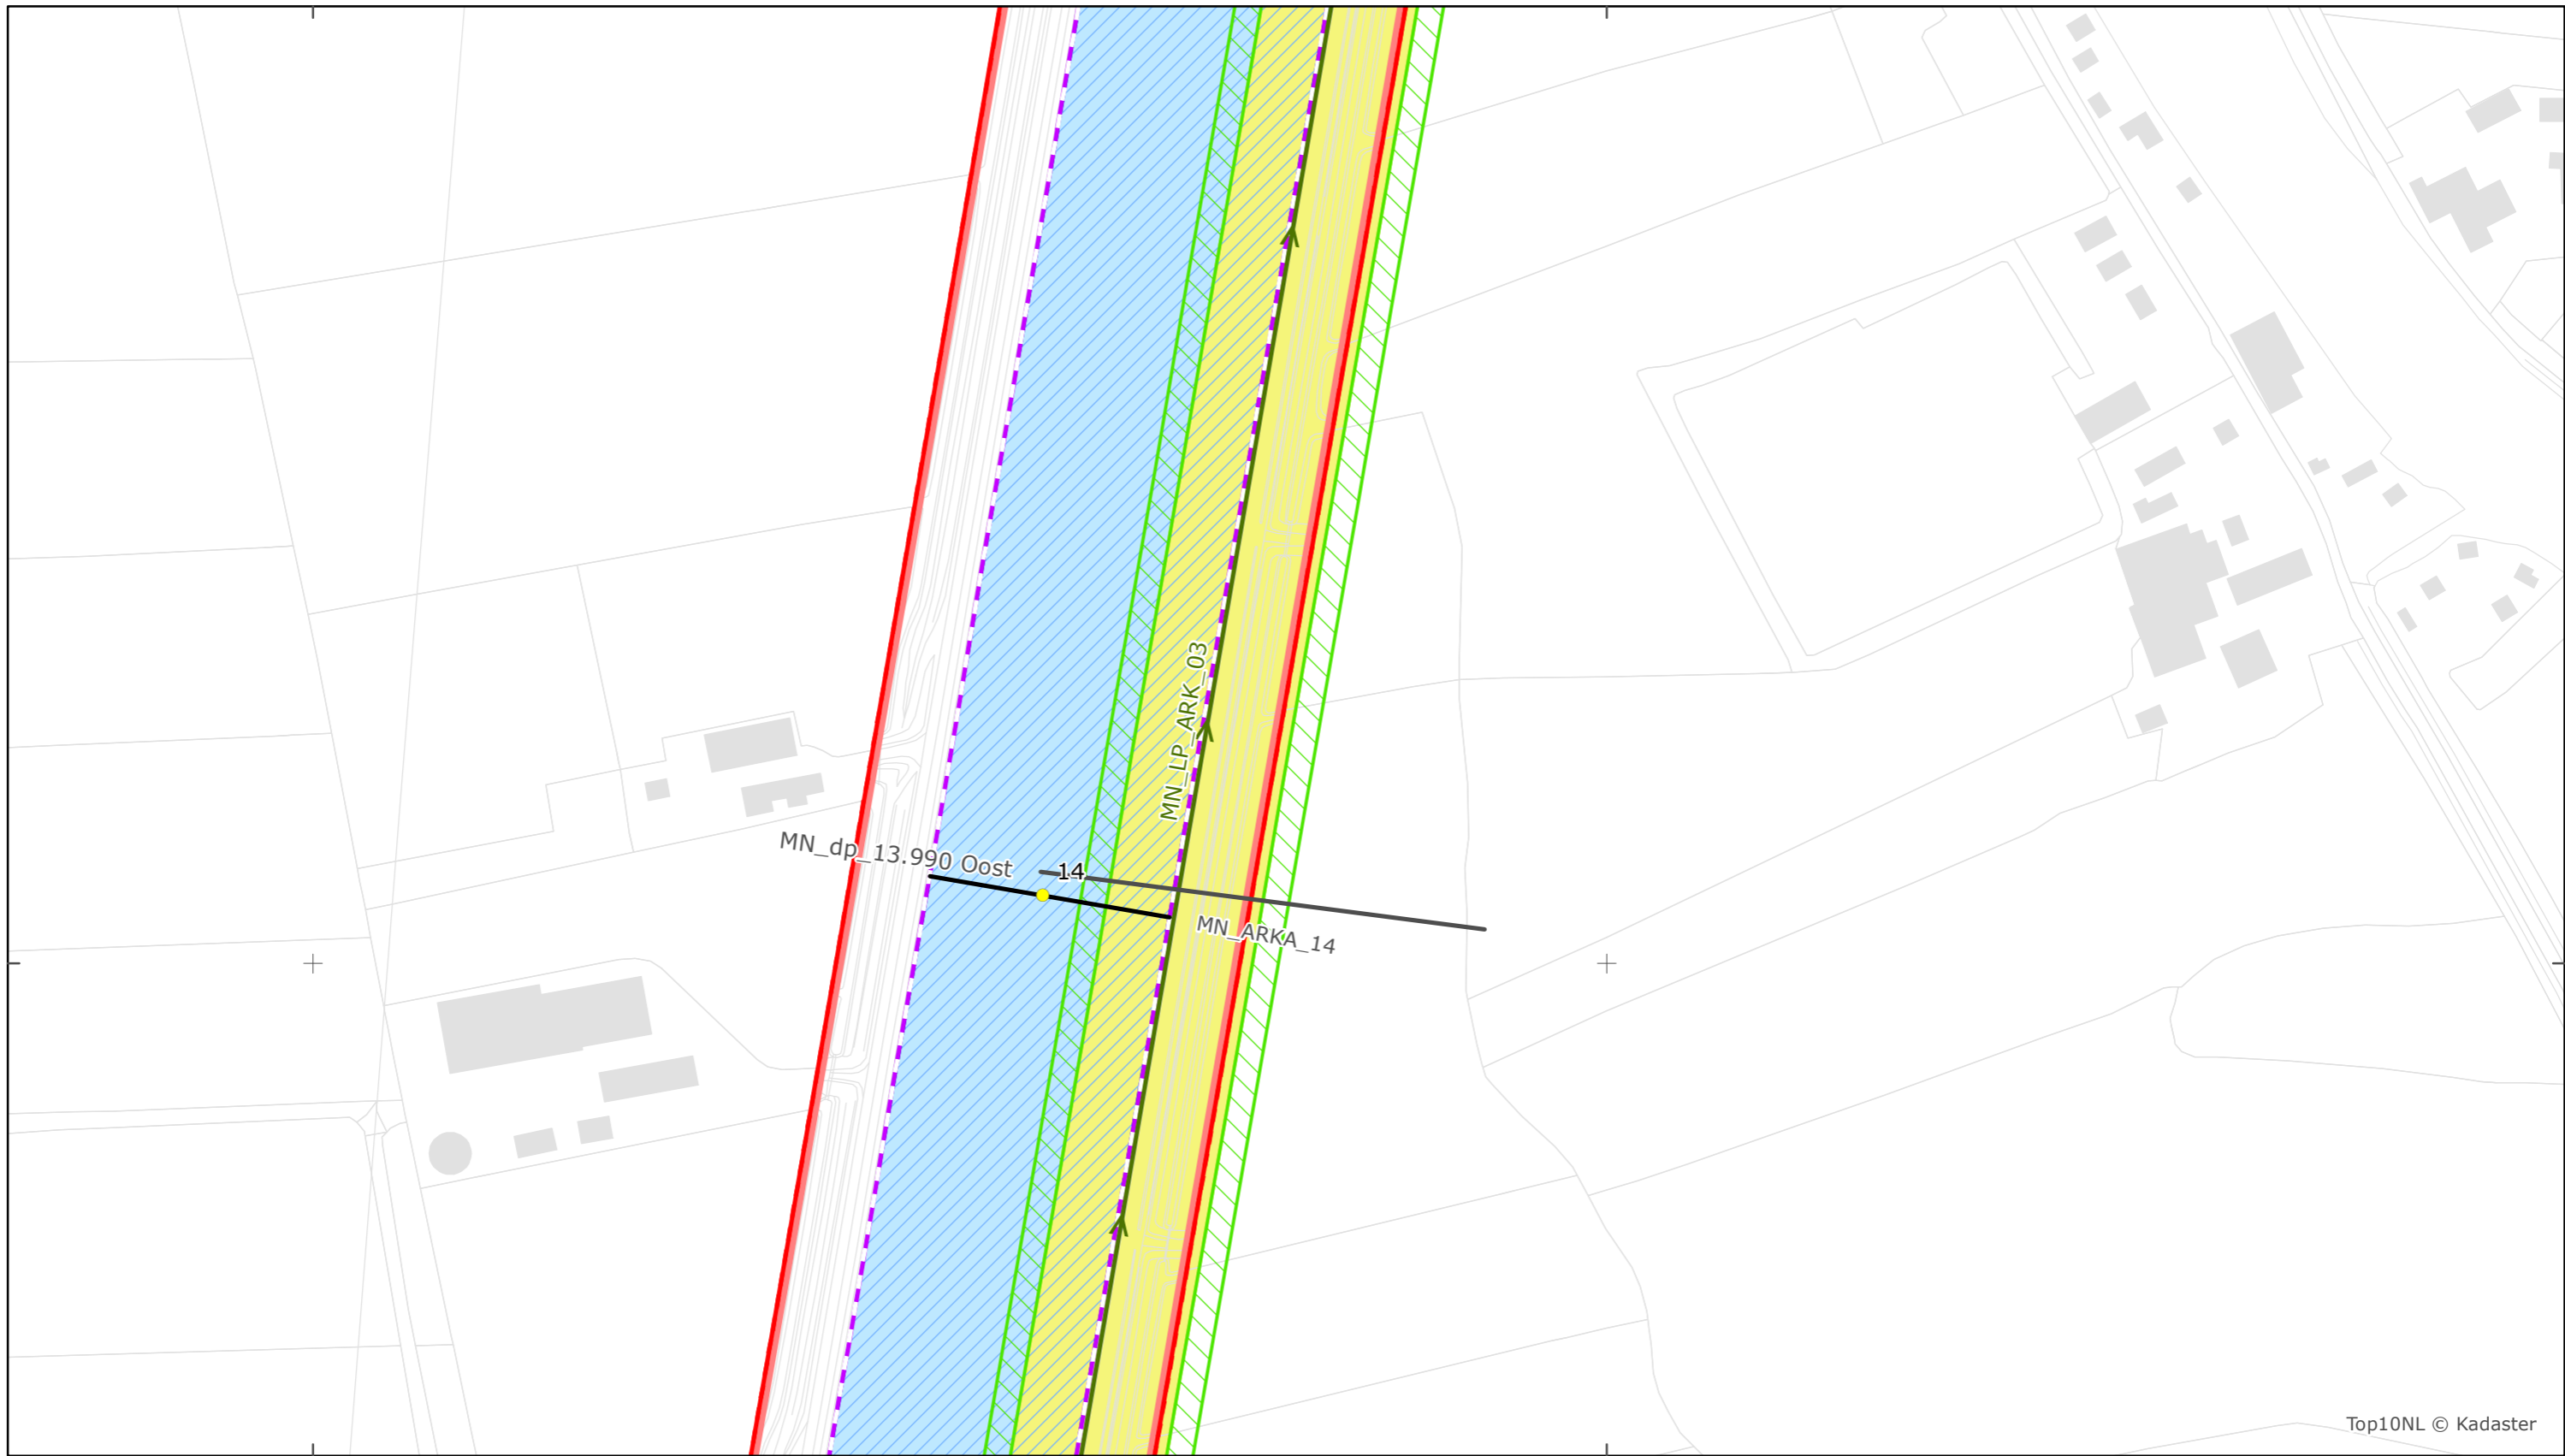 MN_LP_ARK_03
MN_dp_13.990 Oost
14
MN_ARKA_14
Top10NL © Kadaster